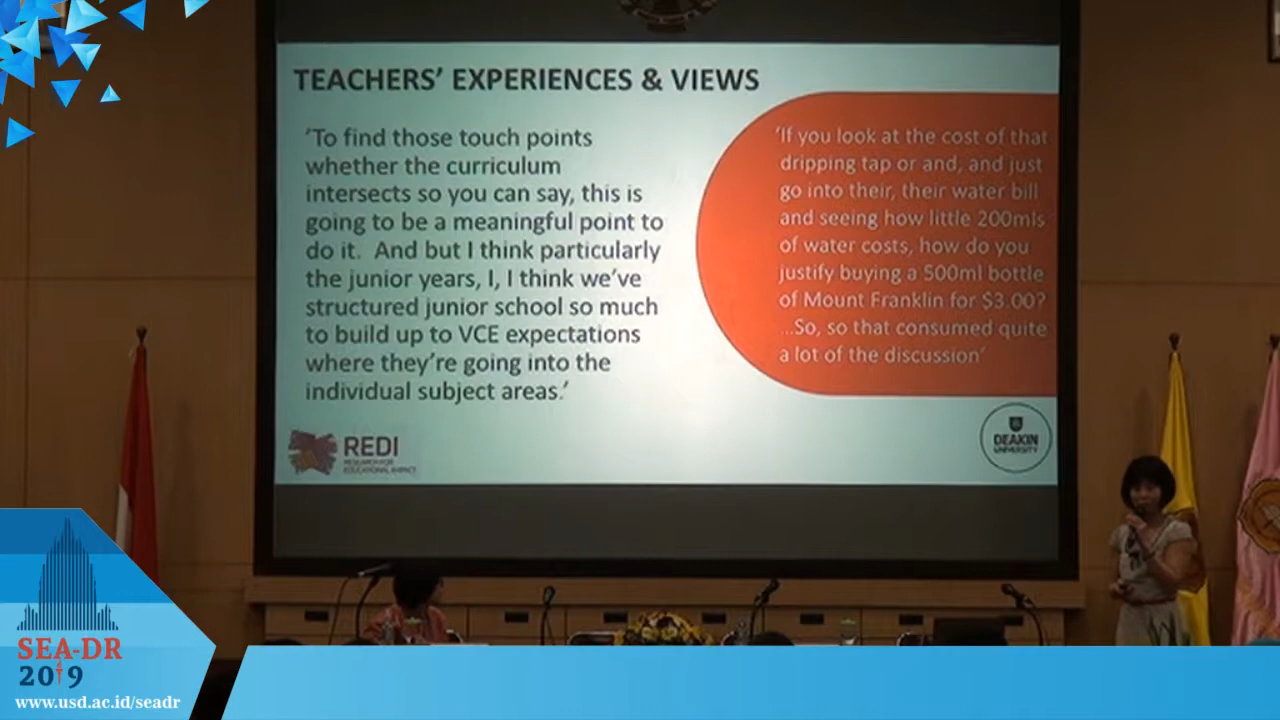 TEACHERS' EXPERIENCES & VIEWS
'To find those touch points
whether the curriculum
intersects so you can say, this is
going to be a meaningful point to
do it. And but I think particularly
the junior years, I, I think we've
structured junior school so much
to build up to VCE expectations
where they're going into the
individual subject areas.'
'If you look at the cost of that
dripping tap or and, and just
go into their, their water bill
and seeing how little 200mls
of water costs, how do you
justify buying a 500ml bottle
of Mount Franklin for $3.00?
...So, so that consumed quite
a lot of the discussion'
REDI
RESEARCH FOR
EDUCATIONAL IMPACT
DEAKIN
UNIVERSITY
SEA-DR
2019
www.usd.ac.id/seadr